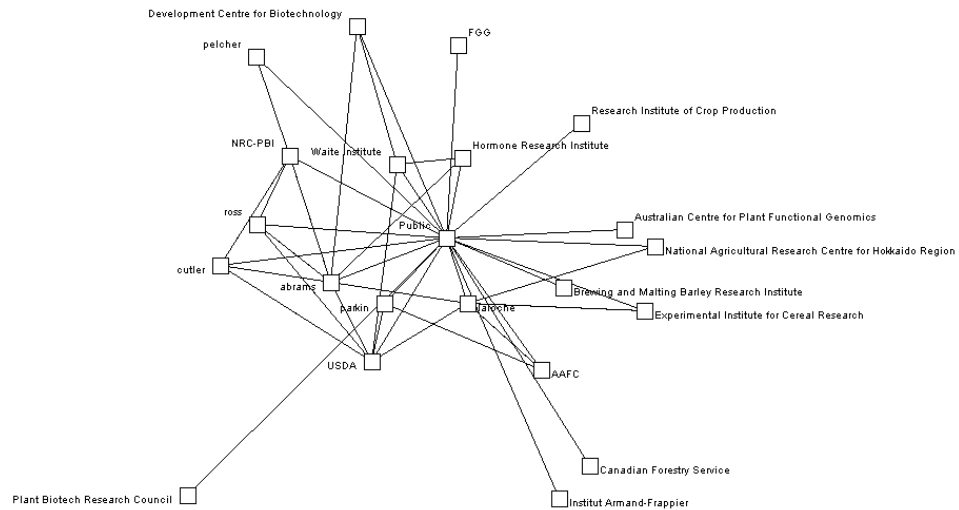 Development Centre for Biotechnology
FGG
pelcher
Research Institute of Crop Production
NRC-PBI
Waite Institute
Hormone Research Institute
ross
Public
Australian Centre for Plant Functional Genomics
National Agricultural Research Centre for Hokkaido Region
cutler
abrams
Brewing and Malting Barley Research Institute
parkin
laroche
Experimental Institute for Cereal Research
USDA
AAFC
Canadian Forestry Service
Plant Biotech Research Council
Institut Armand-Frappier